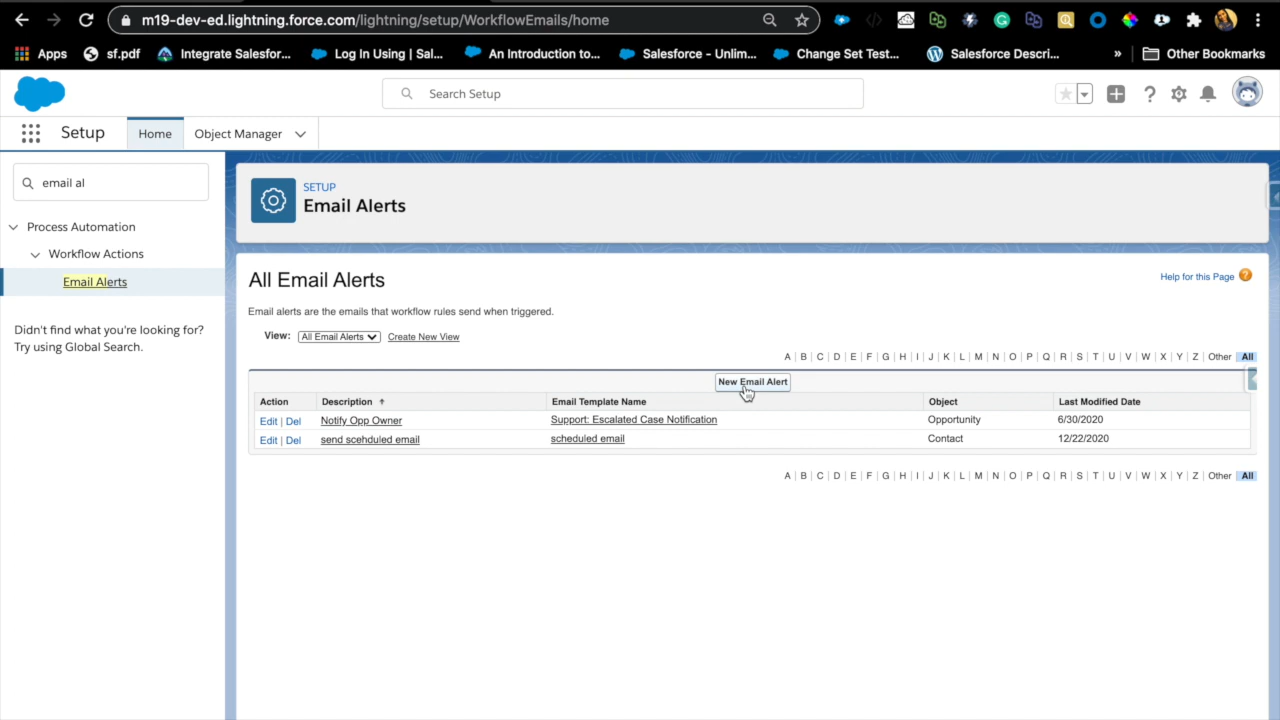 m19-dev-ed.lightning.force.com/lightning/setup/WorkflowEmails/home
Apps sf.pdf Integrate Salesfor... Log In Using | Sal... An Introduction to... Salesforce - Unlim... Change Set Test... Salesforce Descri... » Other Bookmarks
Search Setup
Setup Home Object Manager
email al
Process Automation
Workflow Actions
Email Alerts
Didn't find what you're looking for?
Try using Global Search.
SETUP
Email Alerts
All Email Alerts
Help for this Page ?
Email alerts are the emails that workflow rules send when triggered.
View: All Email Alerts Create New View
A | B | C | D | E | F | G | H | I | J | K | L | M | N | O | P | Q | R | S | T | U | V | W | X | Y | Z | Other All
New Email Alert
Action Description Email Template Name Object Last Modified Date
Edit | Del Notify Opp Owner Support: Escalated Case Notification Opportunity 6/30/2020
Edit | Del send scehduled email scheduled email Contact 12/22/2020
A | B | C | D | E | F | G | H | I | J | K | L | M | N | O | P | Q | R | S | T | U | V | W | X | Y | Z | Other All